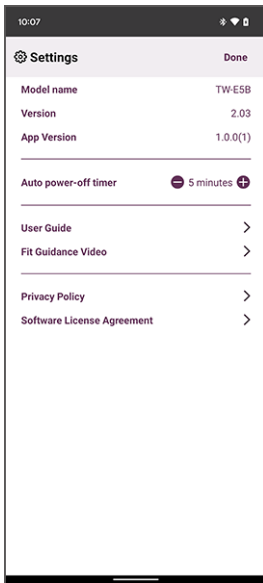 10:07
Settings Done
Model name TW-E5B
Version 2.03
App Version 1.0.0(1)
Auto power-off timer 5 minutes
User Guide
Fit Guidance Video
Privacy Policy
Software License Agreement